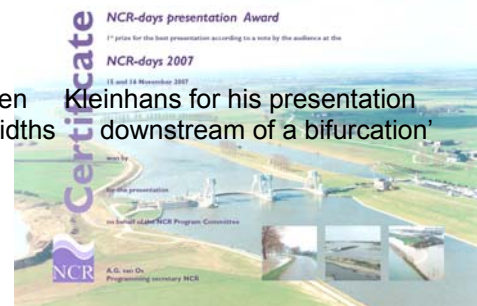 NCR-days presentation Award
1st prize for the best presentation according to a vote by the audience at the
NCR-days 2007
15 and 16 November 2007
en Kleinhans for his presentation
idths downstream of a bifurcation’
won by
for the presentation
on behalf of the NCR Program Committee
A.G. van Os
Programming secretary NCR
Certificate
NCR